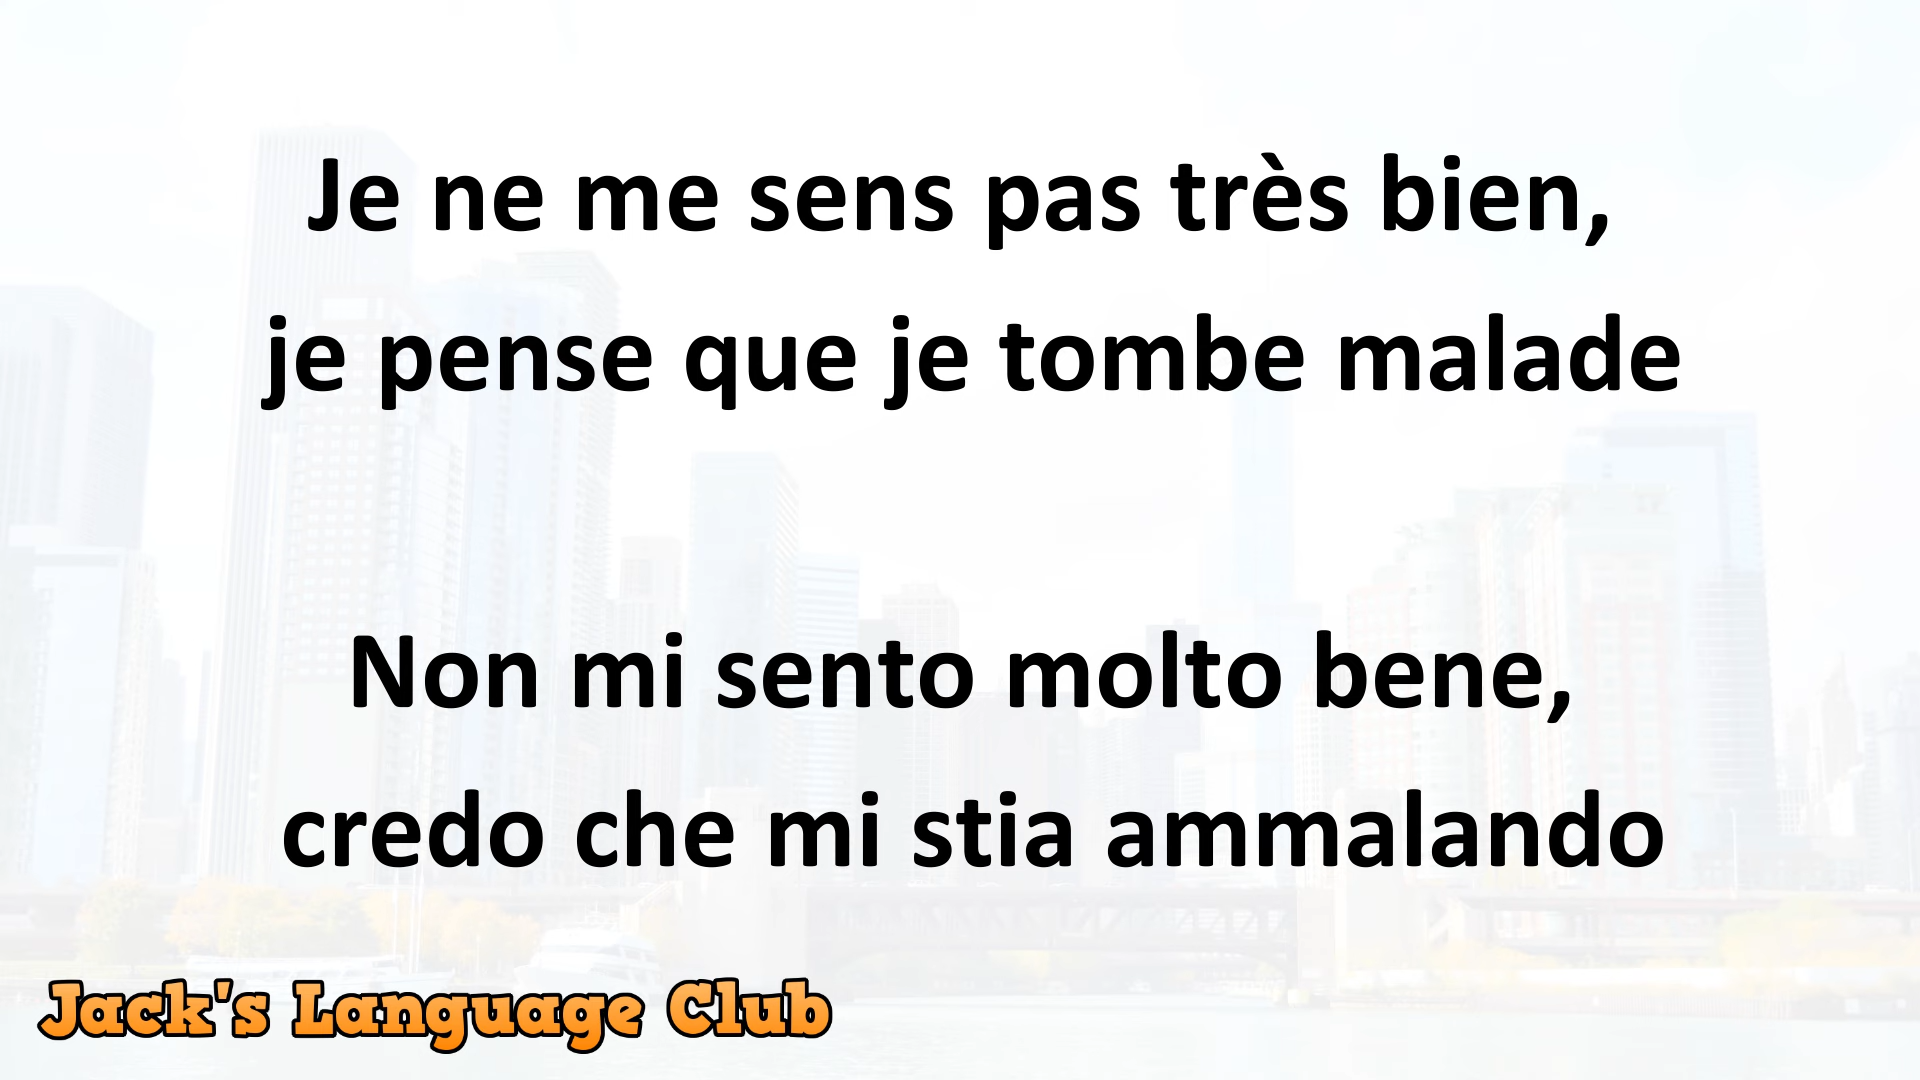 Je ne me sens pas très bien,
je pense que je tombe malade
Non mi sento molto bene,
credo che mi stia ammalando
Jack's Language Club